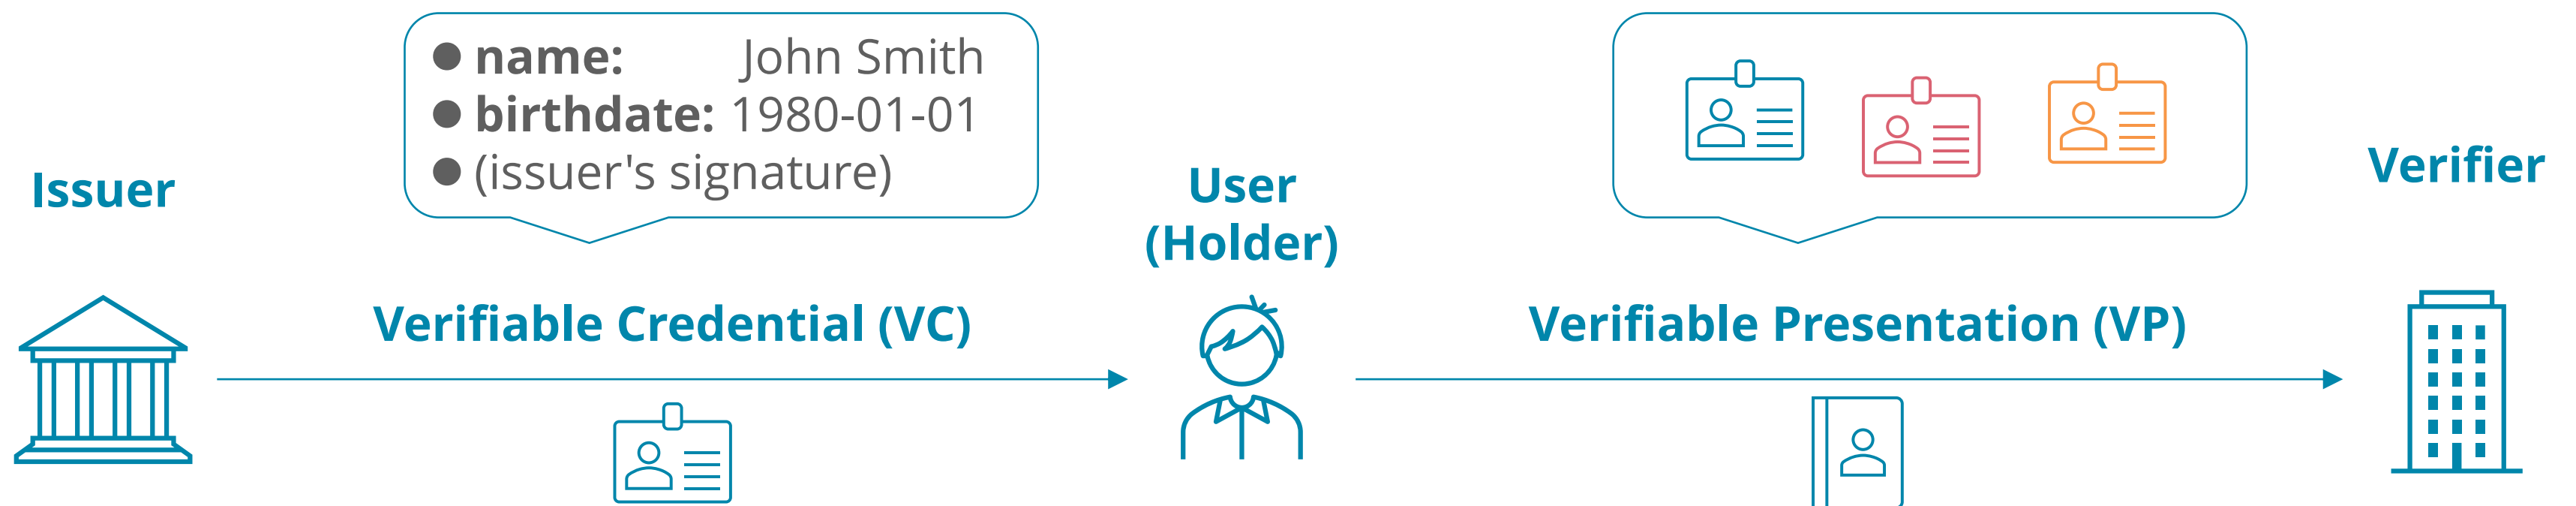 Issuer
● name: John Smith
● birthdate: 1980-01-01
● (issuer's signature)
Verifiable Credential (VC)
User
(Holder)
Verifiable Presentation (VP)
Verifier